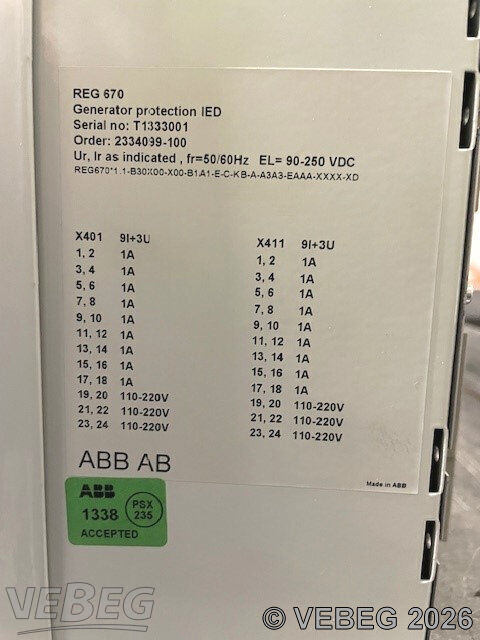 REG 670
Generator protection IED
Serial no: T1333001
Order: 2334099-100
Ur, Ir as indicated , fr=50/60Hz EL= 90-250 VDC
REG670*1.1-B30X00-X00-B1A1-E-C-KB-A-A3A3-EAAA-XXXX-XD
X401 9I+3U
1, 2 1A
3, 4 1A
5, 6 1A
7, 8 1A
9, 10 1A
11, 12 1A
13, 14 1A
15, 16 1A
17, 18 1A
19, 20 110-220V
21, 22 110-220V
23, 24 110-220V
X411 9I+3U
1, 2 1A
3, 4 1A
5, 6 1A
7, 8 1A
9, 10 1A
11, 12 1A
13, 14 1A
15, 16 1A
17, 18 1A
19, 20 110-220V
21, 22 110-220V
23, 24 110-220V
ABB AB
Made in ABB
ABB
1338
PSX
235
ACCEPTED
VEBEG
© VEBEG 2026